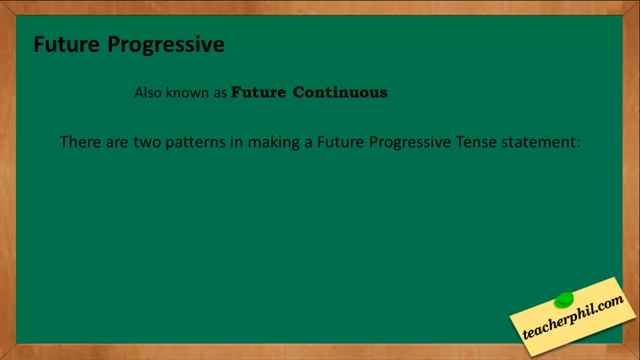 Future Progressive
Also known as Future Continuous
There are two patterns in making a Future Progressive Tense statement:
teacherphil.com